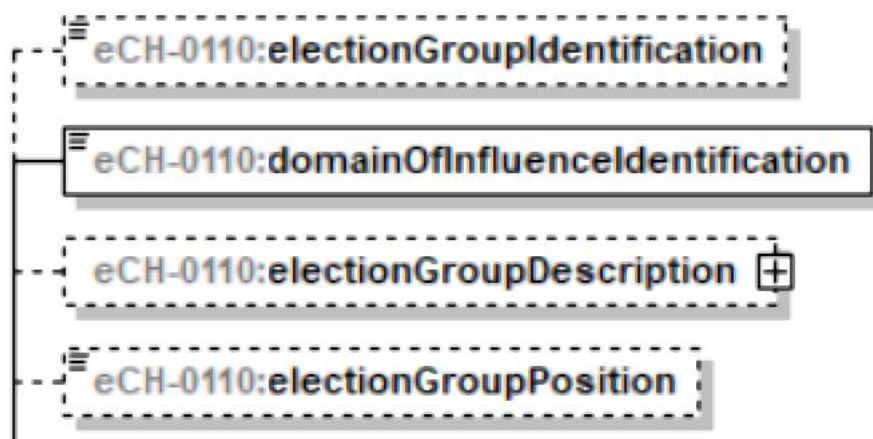 eCH-0110:electionGroupIdentification
eCH-0110:domainOfInfluenceIdentification
eCH-0110:electionGroupDescription
eCH-0110:electionGroupPosition